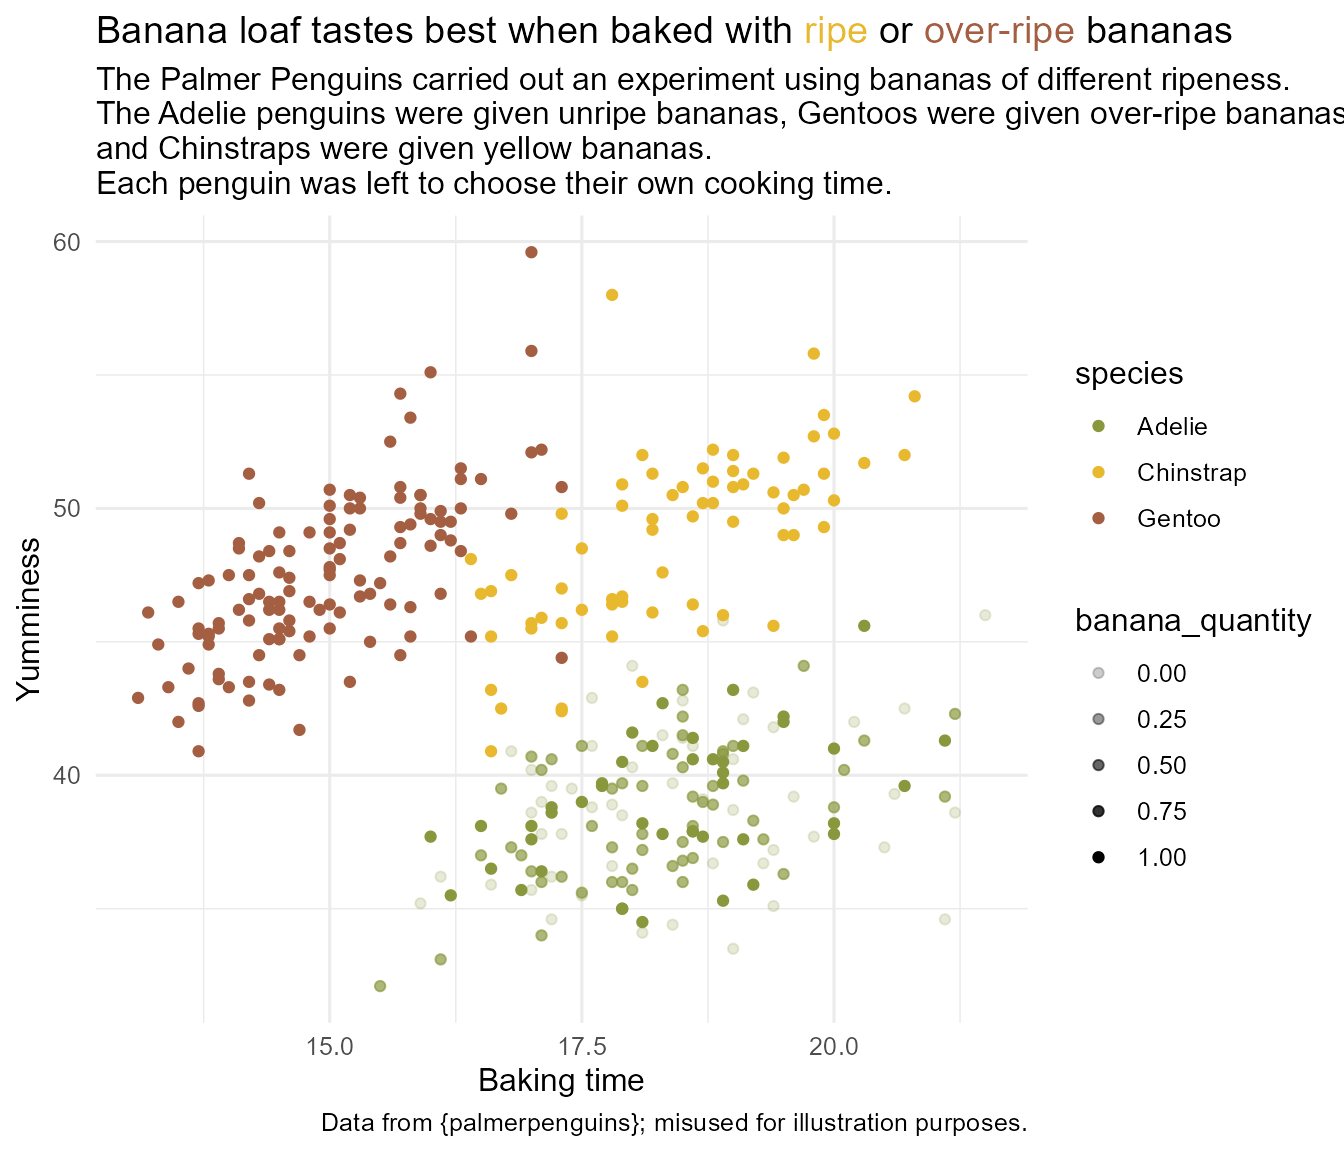 Banana loaf tastes best when baked with ripe or over-ripe bananas
The Palmer Penguins carried out an experiment using bananas of different ripeness.
The Adelie penguins were given unripe bananas, Gentoos were given over-ripe bananas
and Chinstraps were given yellow bananas.
Each penguin was left to choose their own cooking time.
60
50
40
Yumminess
15.0
17.5
20.0
Baking time
species
Adelie
Chinstrap
Gentoo
banana_quantity
0.00
0.25
0.50
0.75
1.00
Data from {palmerpenguins}; misused for illustration purposes.